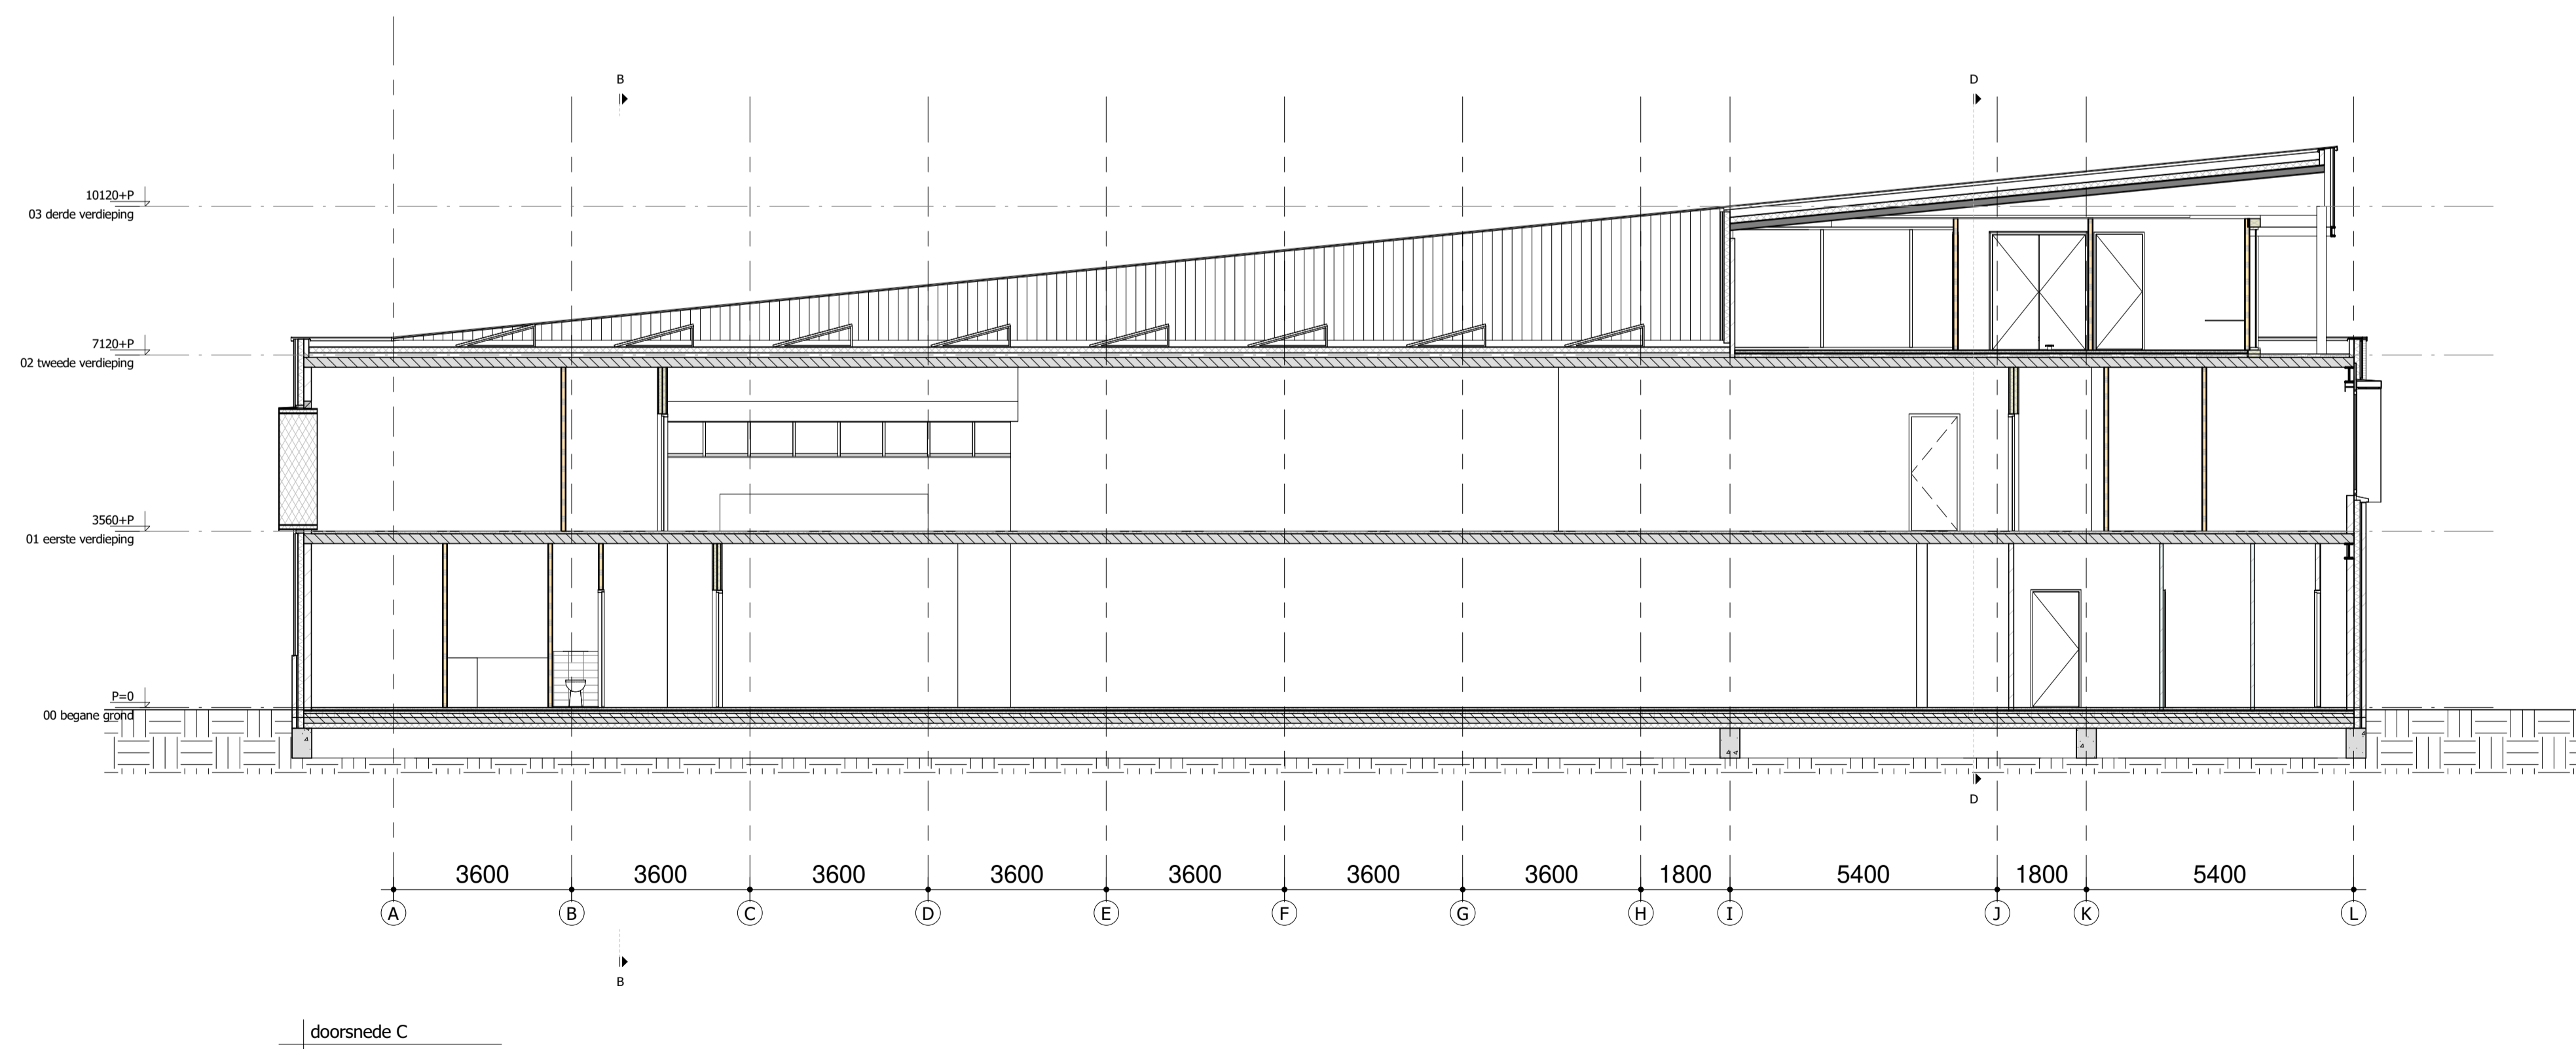 B
D
10120+P
03 derde verdieping
7120+P
02 tweede verdieping
3560+P
01 eerste verdieping
P=0
00 begane grond
D
3600 3600 3600 3600 3600 3600 3600 1800 5400 1800 5400
A B C D E F G H I J K L
B
doorsnede C